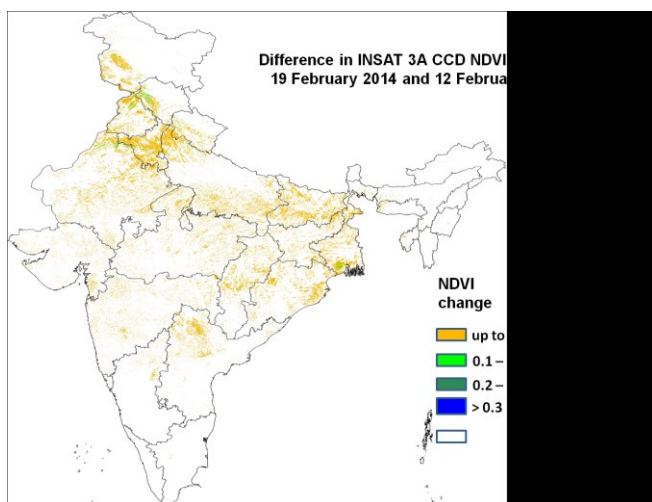 Difference in INSAT 3A CCD NDVI
19 February 2014 and 12 Februa
NDVI
change
up to
0.1 –
0.2 –
> 0.3